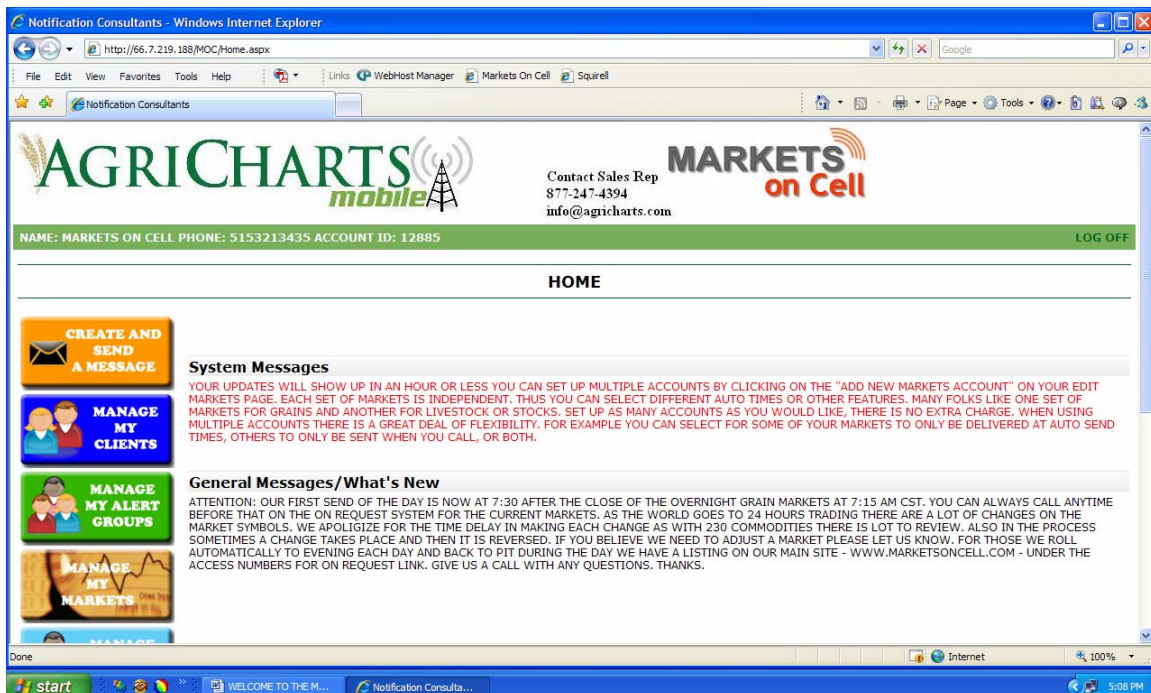 Notification Consultants - Windows Internet Explorer
http://66.7.219.188/MOC/Home.aspx
Google
File Edit View Favorites Tools Help
Links WebHost Manager Markets On Cell Squirell
Notification Consultants
Page Tools
AGRICHARTS
mobile
Contact Sales Rep
877-247-4394
info@agricharts.com
MARKETS
on Cell
NAME: MARKETS ON CELL PHONE: 5153213435 ACCOUNT ID: 12885
LOG OFF
HOME
CREATE AND
SEND
A MESSAGE
MANAGE
MY
CLIENTS
MANAGE
MY ALERT
GROUPS
MANAGE
MY
MARKETS
System Messages
YOUR UPDATES WILL SHOW UP IN AN HOUR OR LESS YOU CAN SET UP MULTIPLE ACCOUNTS BY CLICKING ON THE "ADD NEW MARKETS ACCOUNT" ON YOUR EDIT
MARKETS PAGE. EACH SET OF MARKETS IS INDEPENDENT. THUS YOU CAN SELECT DIFFERENT AUTO TIMES OR OTHER FEATURES. MANY FOLKS LIKE ONE SET OF
MARKETS FOR GRAINS AND ANOTHER FOR LIVESTOCK OR STOCKS. SET UP AS MANY ACCOUNTS AS YOU WOULD LIKE, THERE IS NO EXTRA CHARGE. WHEN USING
MULTIPLE ACCOUNTS THERE IS A GREAT DEAL OF FLEXIBILITY. FOR EXAMPLE YOU CAN SELECT FOR SOME OF YOUR MARKETS TO ONLY BE DELIVERED AT AUTO SEND
TIMES, OTHERS TO ONLY BE SENT WHEN YOU CALL, OR BOTH.
General Messages/What's New
ATTENTION: OUR FIRST SEND OF THE DAY IS NOW AT 7:30 AFTER THE CLOSE OF THE OVERNIGHT GRAIN MARKETS AT 7:15 AM CST. YOU CAN ALWAYS CALL ANYTIME
BEFORE THAT ON THE ON REQUEST SYSTEM FOR THE CURRENT MARKETS. AS THE WORLD GOES TO 24 HOURS TRADING THERE ARE A LOT OF CHANGES ON THE
MARKET SYMBOLS. WE APOLIGIZE FOR THE TIME DELAY IN MAKING EACH CHANGE AS WITH 230 COMMODITIES THERE IS LOT TO REVIEW. ALSO IN THE PROCESS
SOMETIMES A CHANGE TAKES PLACE AND THEN IT IS REVERSED. IF YOU BELIEVE WE NEED TO ADJUST A MARKET PLEASE LET US KNOW. FOR THOSE WE ROLL
AUTOMATICALLY TO EVENING EACH DAY AND BACK TO PIT DURING THE DAY WE HAVE A LISTING ON OUR MAIN SITE - WWW.MARKETSONCELL.COM - UNDER THE
ACCESS NUMBERS FOR ON REQUEST LINK. GIVE US A CALL WITH ANY QUESTIONS. THANKS.
Done
Internet
100%
start
WELCOME TO THE M...
Notification Consulta...
5:08 PM